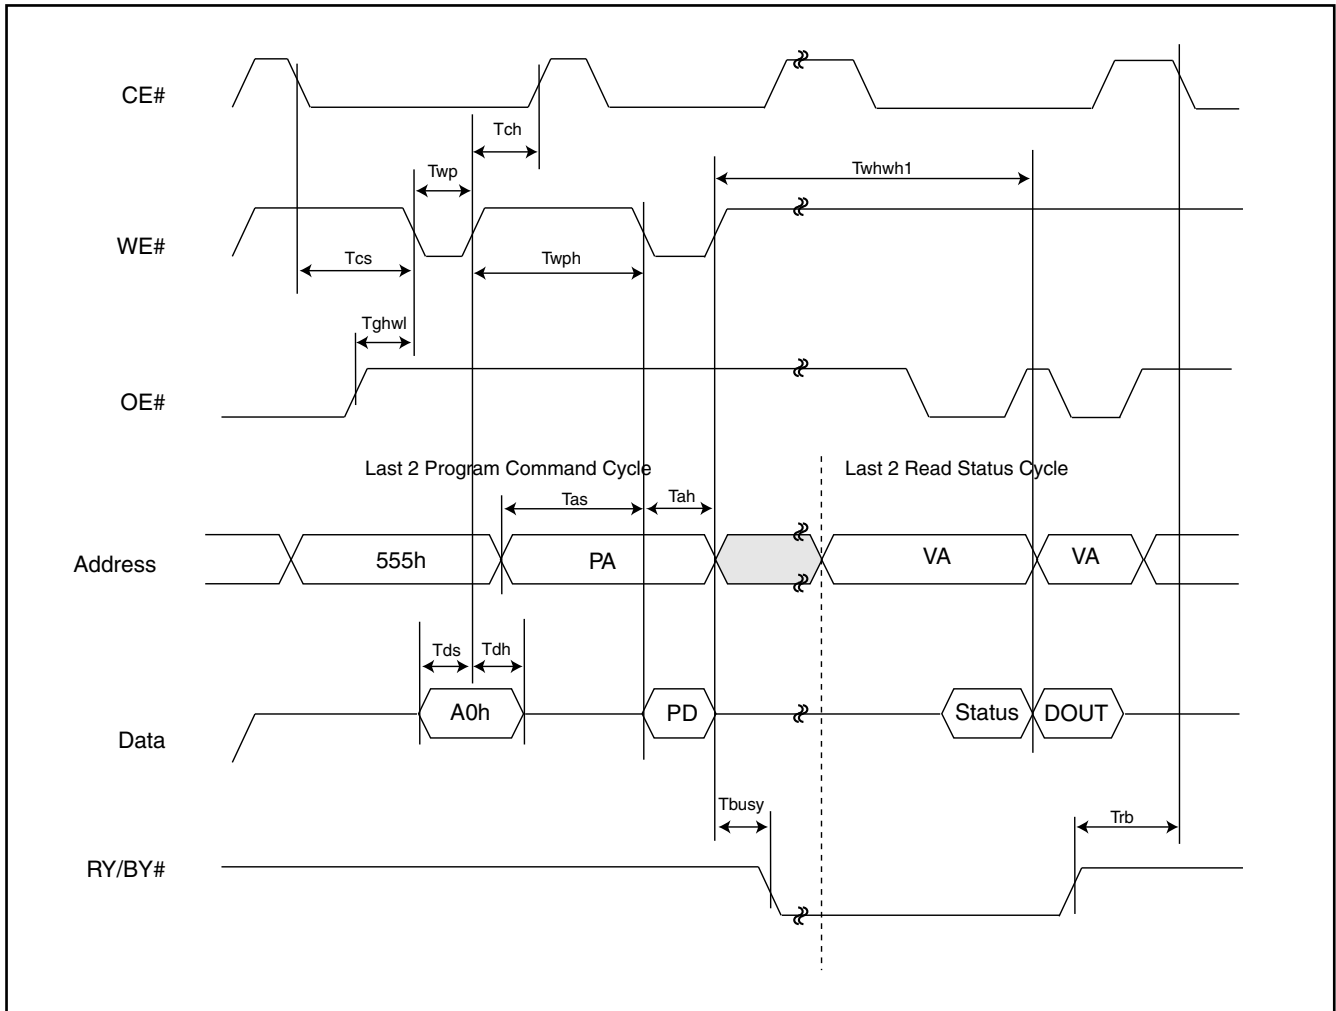 CE#
Tch
Twp
Twhwh1
WE#
Tcs
Twph
Tghwl
OE#
Last 2 Program Command Cycle
Last 2 Read Status Cycle
Tas
Tah
Address
555h
PA
VA
VA
Tds
Tdh
A0h
PD
Status
DOUT
Data
Tbusy
Trb
RY/BY#